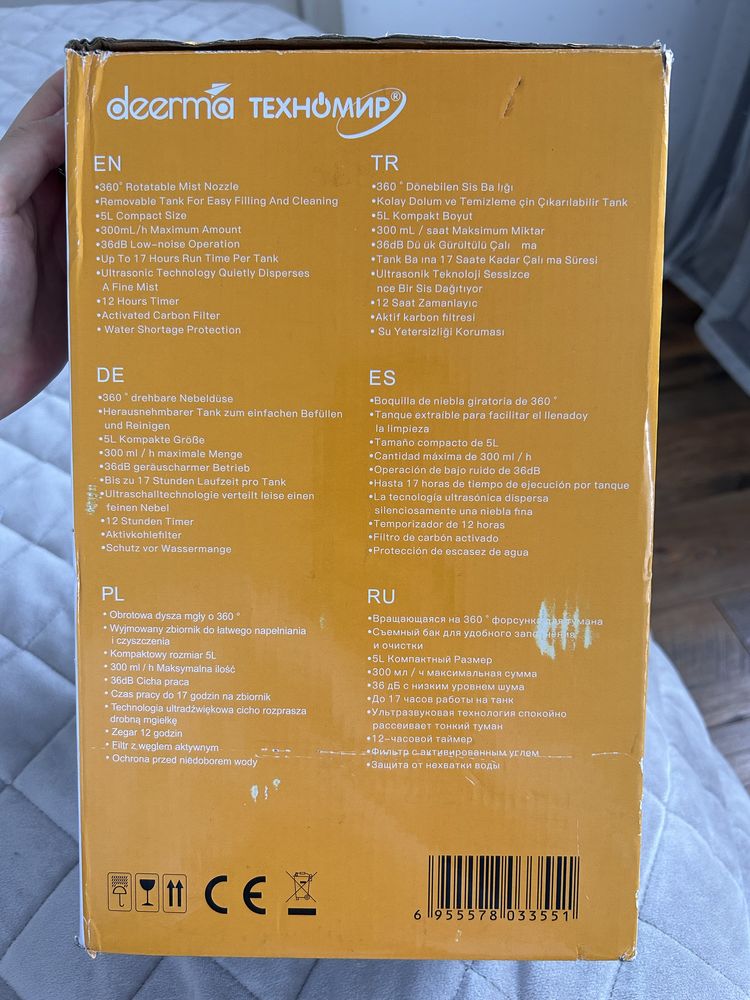 deerma ТЕХНОМИР®
EN
•360° Rotatable Mist Nozzle
•Removable Tank For Easy Filling And Cleaning
•5L Compact Size
•300mL/h Maximum Amount
•36dB Low-noise Operation
•Up To 17 Hours Run Time Per Tank
•Ultrasonic Technology Quietly Disperses
A Fine Mist
•12 Hours Timer
•Activated Carbon Filter
• Water Shortage Protection
TR
•360 ° Dönebilen Sis Ba lığı
•Kolay Dolum ve Temizleme çin Çıkarılabilir Tank
•5L Kompakt Boyut
•300 mL / saat Maksimum Miktar
•36dB Dü ük Gürültülü Çalı ma
•Tank Ba ına 17 Saate Kadar Çalı ma Süresi
•Ultrasonik Teknoloji Sessizce
nce Bir Sis Dağıtıyor
•12 Saat Zamanlayıc
•Aktif karbon filtresi
• Su Yetersizliği Koruması
DE
•360 ° drehbare Nebeldüse
•Herausnehmbarer Tank zum einfachen Befüllen
und Reinigen
•5L Kompakte Größe
•300 ml / h maximale Menge
•36dB geräuscharmer Betrieb
•Bis zu 17 Stunden Laufzeit pro Tank
•Ultraschalltechnologie verteilt leise einen
feinen Nebel
•12 Stunden Timer
•Aktivkohlefilter
•Schutz vor Wassermange
ES
•Boquilla de niebla giratoria de 360 °
•Tanque extraíble para facilitar el llenadoy
la limpieza
•Tamaño compacto de 5L
•Cantidad máxima de 300 ml / h
•Operación de bajo ruido de 36dB
•Hasta 17 horas de tiempo de ejecución por tanque
•La tecnología ultrasónica dispersa
silenciosamente una niebla fina
•Temporizador de 12 horas
•Filtro de carbón activado
•Protección de escasez de agua
PL
• Obrotowa dysza mgły o 360 °
• Wyjmowany zbiornik do łatwego napełniania
i czyszczenia
• Kompaktowy rozmiar 5L
• 300 ml / h Maksymalna ilość
• 36dB Cicha praca
• Czas pracy do 17 godzin na zbiornik
• Technologia ultradźwiękowa cicho rozprasza
drobną mgiełkę
• Zegar 12 godzin
• Filtr z węglem aktywnym
• Ochrona przed niedoborem wody
RU
•Вращающаяся на 360 ° форсунка для тумана
•Съемный бак для удобного заполнения
и очистки
•5L Компактный Размер
•300 мл / ч максимальная сумма
•36 дБ с низким уровнем шума
•До 17 часов работы на танк
•Ультразвуковая технология спокойно
рассеивает тонкий туман
•12-часовой таймер
•Фильтр с активированным углем
•Защита от нехватки воды
CE
6 955578 033551